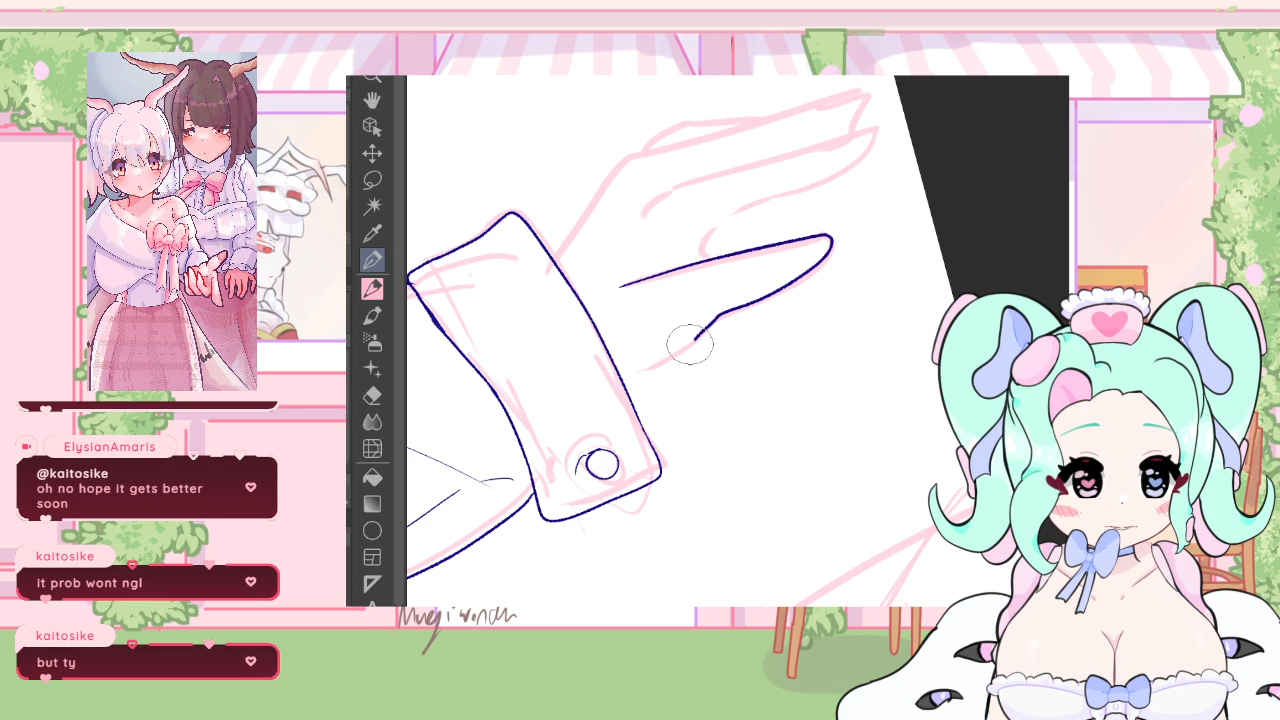 ElysianAmaris
@kaitosike
oh no hope it gets better
soon
kaitosike
it prob wont ngl
kaitosike
but ty